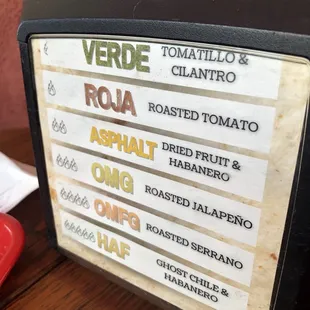 VERDE TOMATILLO &
CILANTRO
ROJA ROASTED TOMATO
ASPHALT DRIED FRUIT &
HABANERO
OMG ROASTED JALAPEÑO
OMFG ROASTED SERRANO
HAF GHOST CHILE &
HABANERO